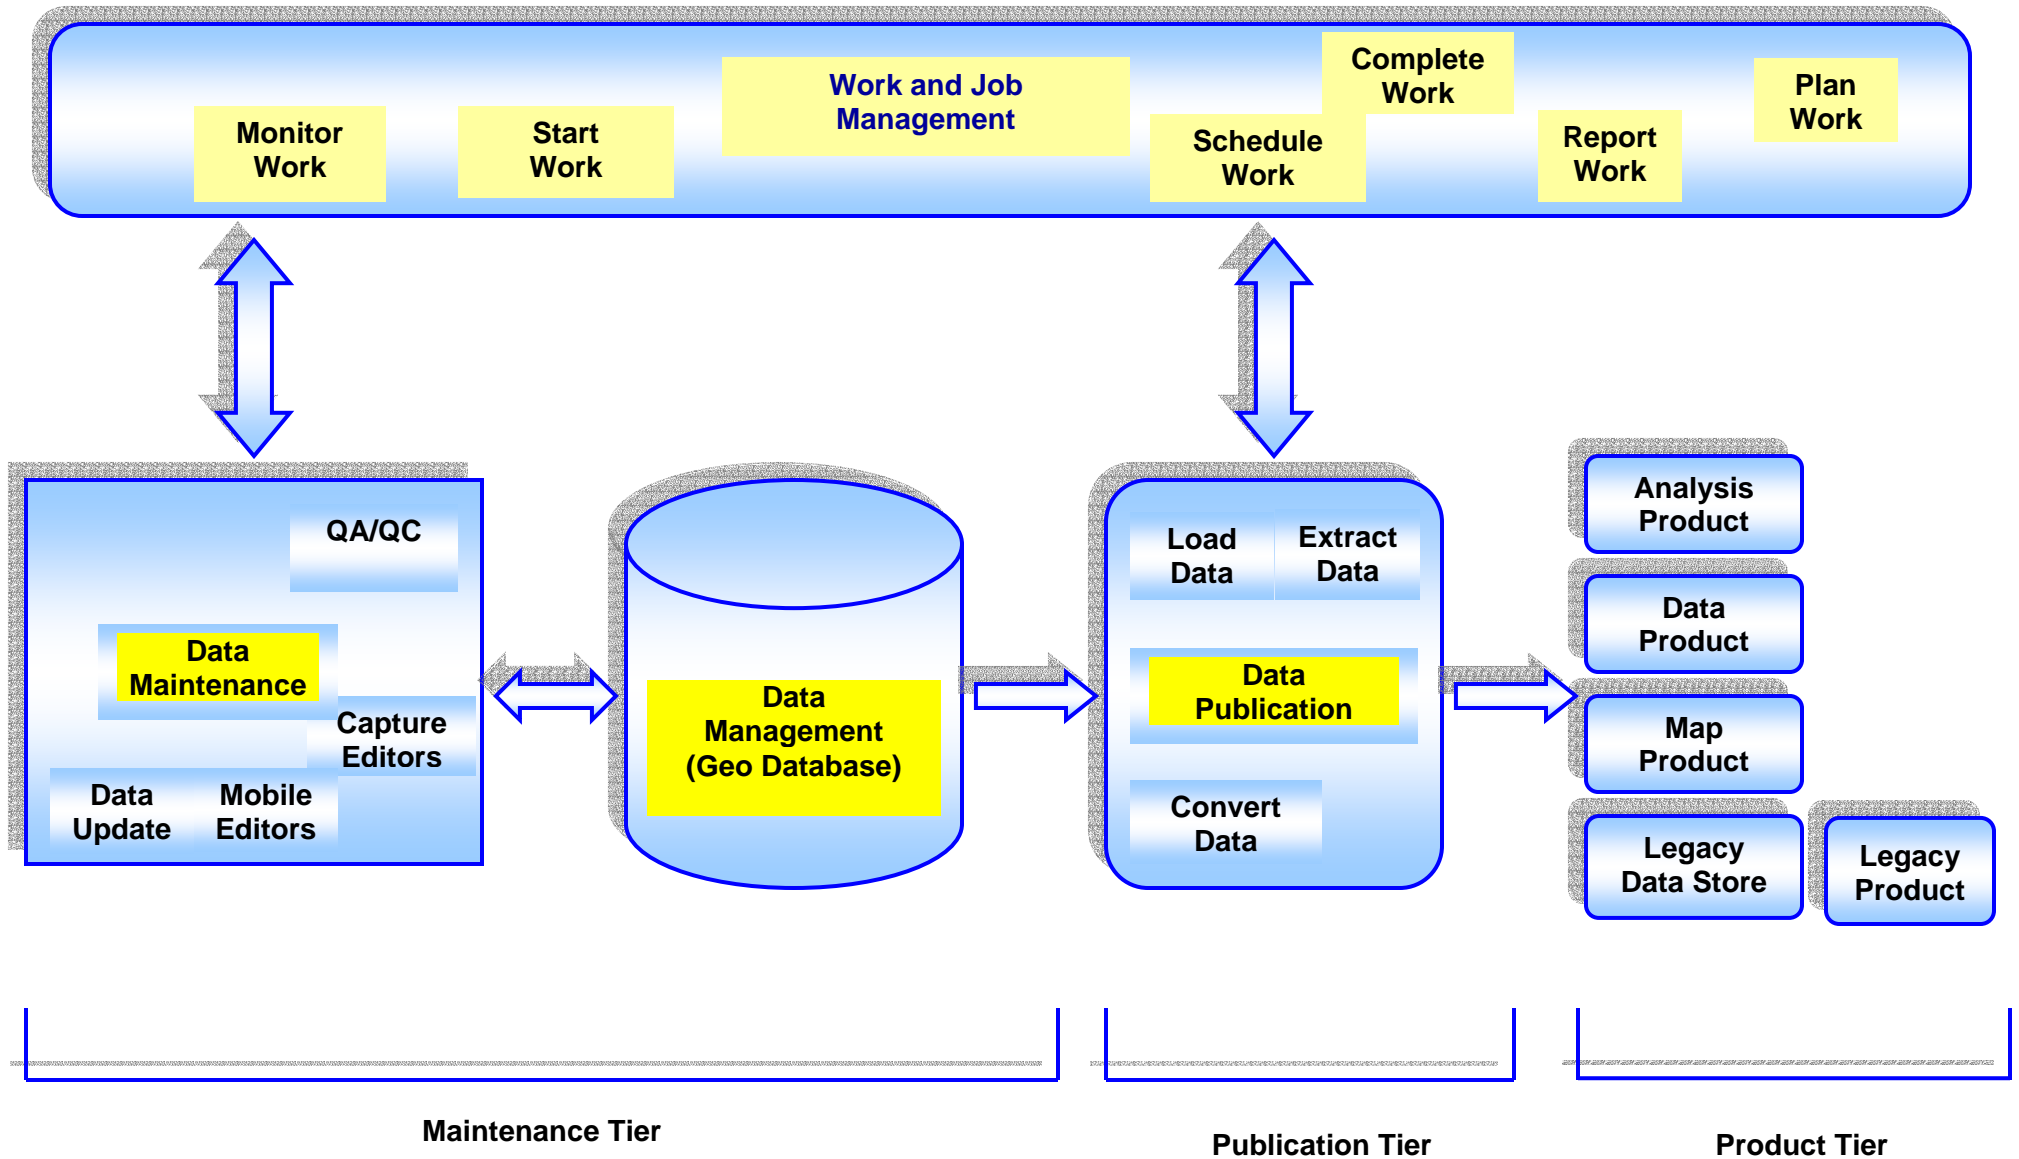 Work and Job
Management
Complete
Work
Plan
Work
Monitor
Work
Start
Work
Schedule
Work
Report
Work
QA/QC
Data
Maintenance
Capture
Editors
Data
Update
Mobile
Editors
Data
Management
(Geo Database)
Load
Data
Extract
Data
Data
Publication
Convert
Data
Analysis
Product
Data
Product
Map
Product
Legacy
Data Store
Legacy
Product
Maintenance Tier
Publication Tier
Product Tier